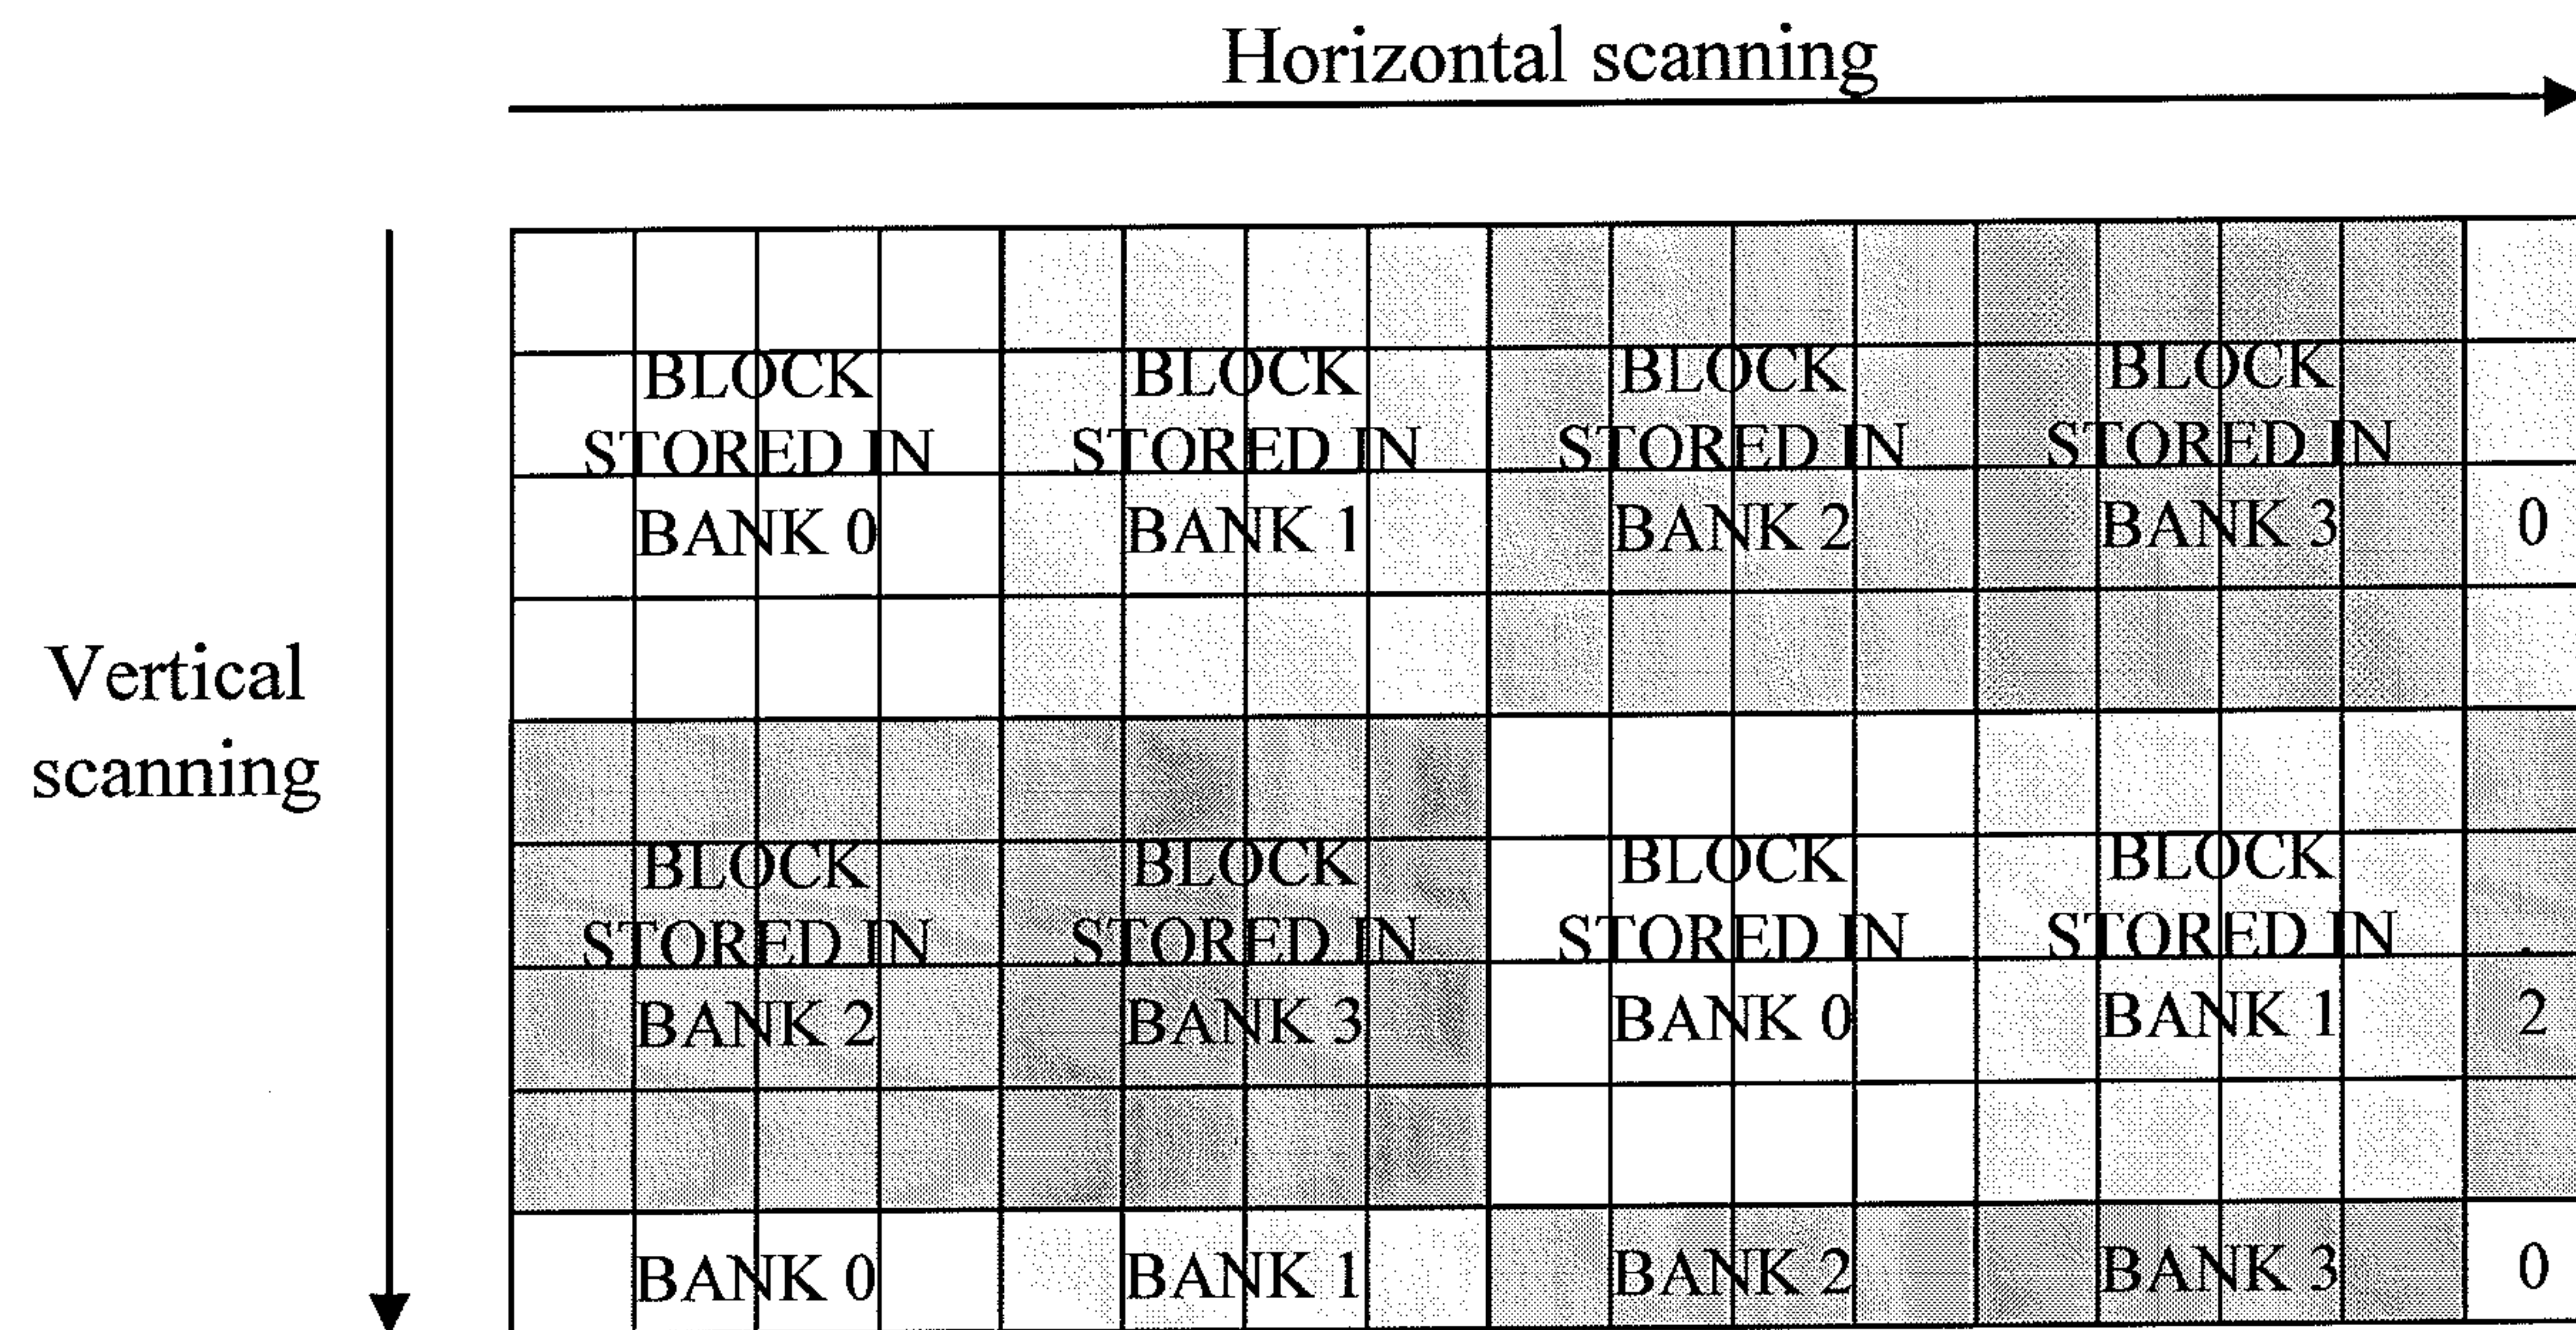 Horizontal scanning
Vertical
scanning
BLOCK
STORED IN
BANK 0
BLOCK
STORED IN
BANK 1
BLOCK
STORED IN
BANK 2
BLOCK
STORED IN
BANK 3
0
BLOCK
STORED IN
BANK 2
BLOCK
STORED IN
BANK 3
BLOCK
STORED IN
BANK 0
BLOCK
STORED IN
BANK 1
2
BANK 0
BANK 1
BANK 2
BANK 3
0